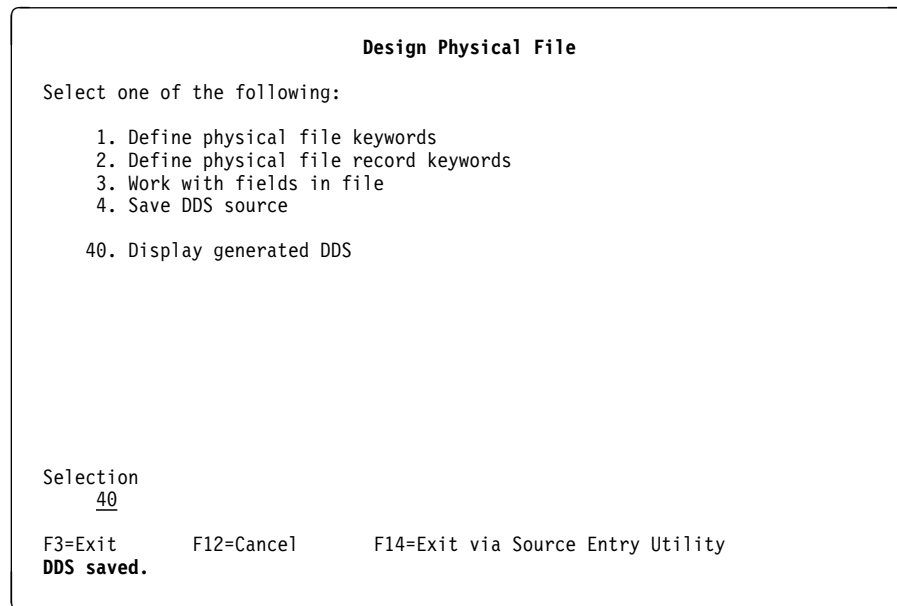 Design Physical File
Select one of the following:
1. Define physical file keywords
2. Define physical file record keywords
3. Work with fields in file
4. Save DDS source
40. Display generated DDS
Selection
40
F3=Exit F12=Cancel F14=Exit via Source Entry Utility
DDS saved.